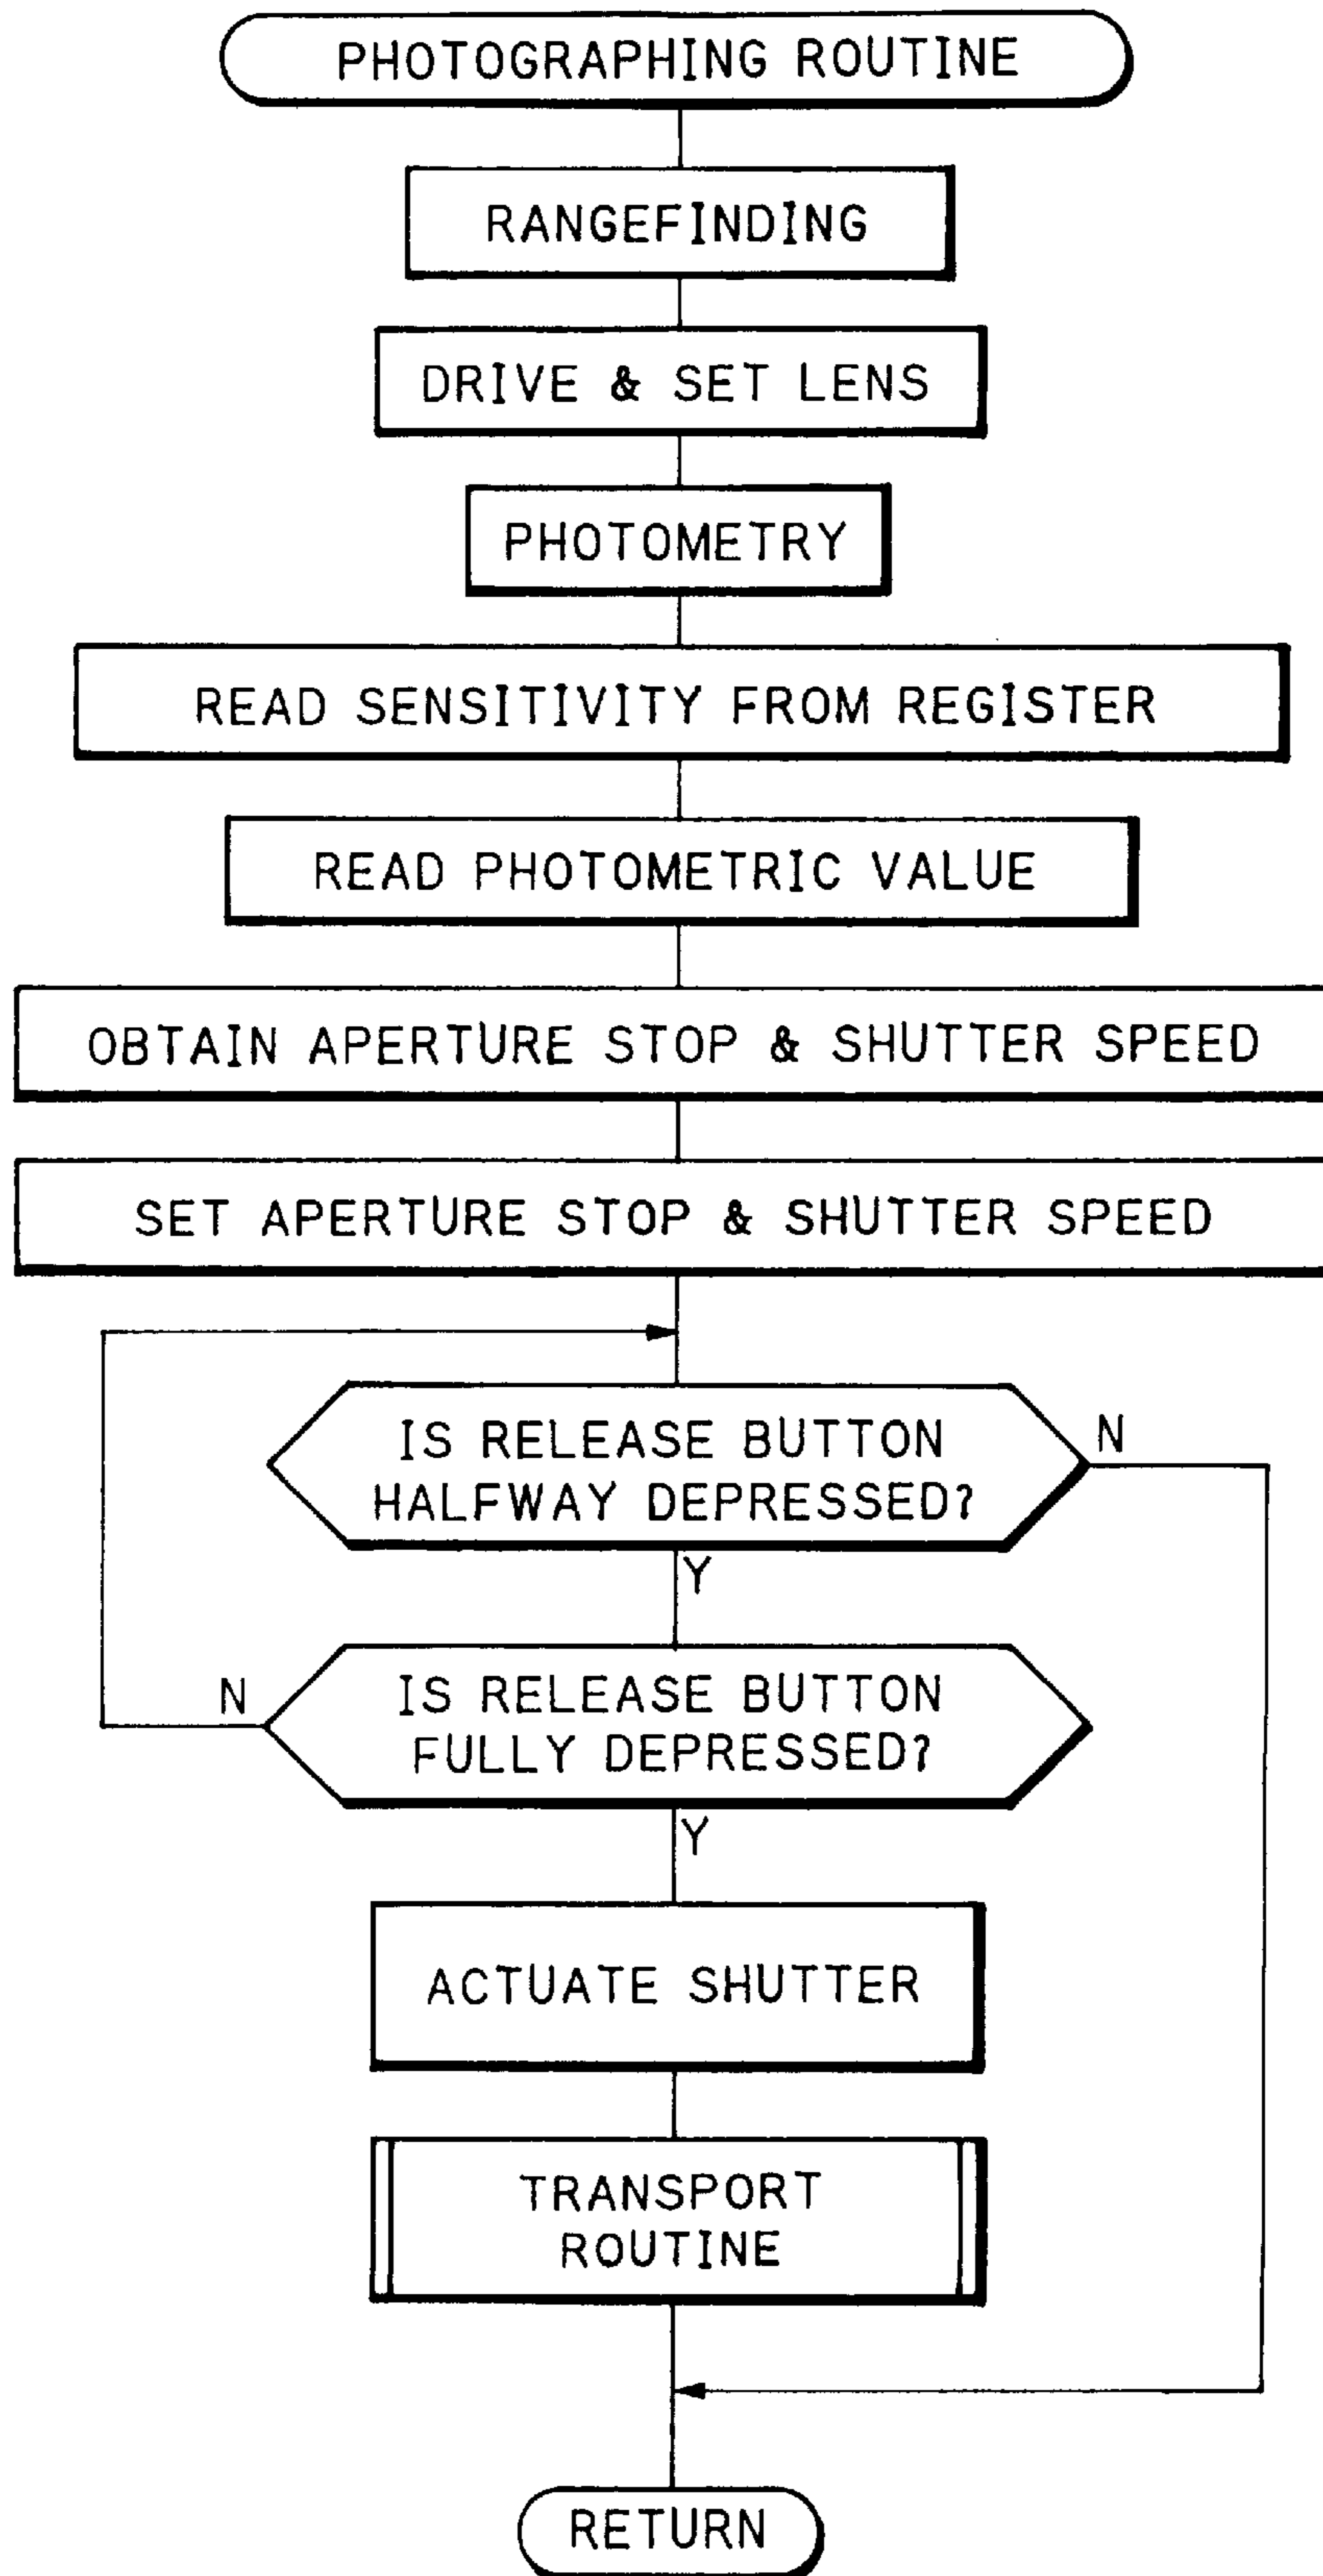 PHOTOGRAPHING ROUTINE
RANGEFINDING
DRIVE & SET LENS
PHOTOMETRY
READ SENSITIVITY FROM REGISTER
READ PHOTOMETRIC VALUE
OBTAIN APERTURE STOP & SHUTTER SPEED
SET APERTURE STOP & SHUTTER SPEED
IS RELEASE BUTTON
HALFWAY DEPRESSED?
N
Y
IS RELEASE BUTTON
FULLY DEPRESSED?
N
Y
ACTUATE SHUTTER
TRANSPORT
ROUTINE
RETURN